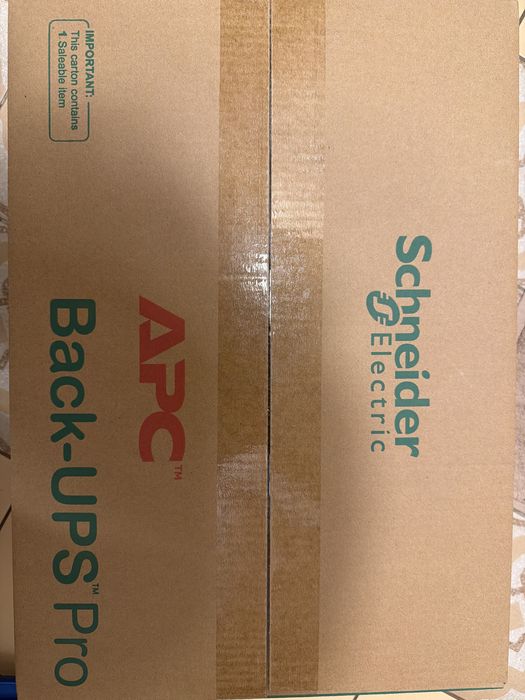 Schneider
Electric
APC™
Back-UPS™ Pro
IMPORTANT:
This carton contains
1 Saleable item